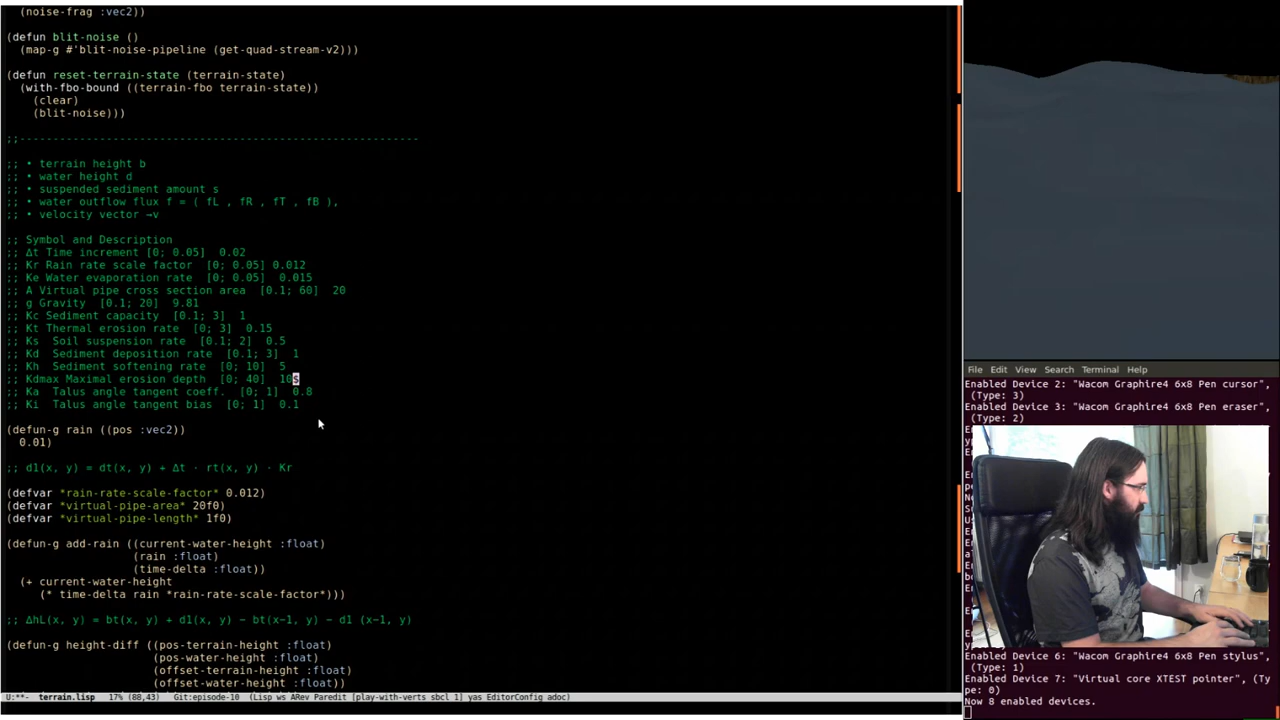 (noise-frag :vec2))
(defun blit-noise ()
(map-g #'blit-noise-pipeline (get-quad-stream-v2)))
(defun reset-terrain-state (terrain-state)
(with-fbo-bound ((terrain-fbo terrain-state))
(clear)
(blit-noise)))
;;---------------------------------------------------------------
;; • terrain height b
;; • water height d
;; • suspended sediment amount s
;; • water outflow flux f = ( fL , fR , fT , fB ),
;; • velocity vector →v
;; Symbol and Description
;; Δt Time increment [0; 0.05]  0.02
;; Kr Rain rate scale factor  [0; 0.05] 0.012
;; Ke Water evaporation rate  [0; 0.05]  0.015
;; A Virtual pipe cross section area  [0.1; 60]  20
;; g Gravity  [0.1; 20]  9.81
;; Kc Sediment capacity  [0.1; 3]  1
;; Kt Thermal erosion rate  [0; 3]  0.15
;; Ks  Soil suspension rate  [0.1; 2]  0.5
;; Kd  Sediment deposition rate  [0.1; 3]  1
;; Kh  Sediment softening rate  [0; 10]  5
;; Kdmax Maximal erosion depth  [0; 40]  10s
;; Ka  Talus angle tangent coeff.  [0; 1]  0.8
;; Ki  Talus angle tangent bias  [0; 1]  0.1
(defun-g rain ((pos :vec2))
0.01)
;; d1(x, y) = dt(x, y) + Δt · rt(x, y) · Kr
(defvar *rain-rate-scale-factor* 0.012)
(defvar *virtual-pipe-area* 20f0)
(defvar *virtual-pipe-length* 1f0)
(defun-g add-rain ((current-water-height :float)
(rain :float)
(time-delta :float))
(+ current-water-height
(* time-delta rain *rain-rate-scale-factor*)))
;; ΔhL(x, y) = bt(x, y) + d1(x, y) − bt(x−1, y) − d1 (x−1, y)
(defun-g height-diff ((pos-terrain-height :float)
(pos-water-height :float)
(offset-terrain-height :float)
(offset-water-height :float))
U:**-  terrain.lisp   17% (88,43)   Git:episode-10  (Lisp ws ARev Paredit [play-with-verts sbcl 1] yas EditorConfig adoc)
File Edit View Search Terminal Help
Enabled Device 2: "Wacom Graphire4 6x8 Pen cursor",
(Type: 3)
Enabled Device 3: "Wacom Graphire4 6x8 Pen eraser",
(Type: 2)
Enabled Device 6: "Wacom Graphire4 6x8 Pen stylus",
(Type: 1)
Enabled Device 7: "Virtual core XTEST pointer", (Ty
pe: 0)
Now 8 enabled devices.